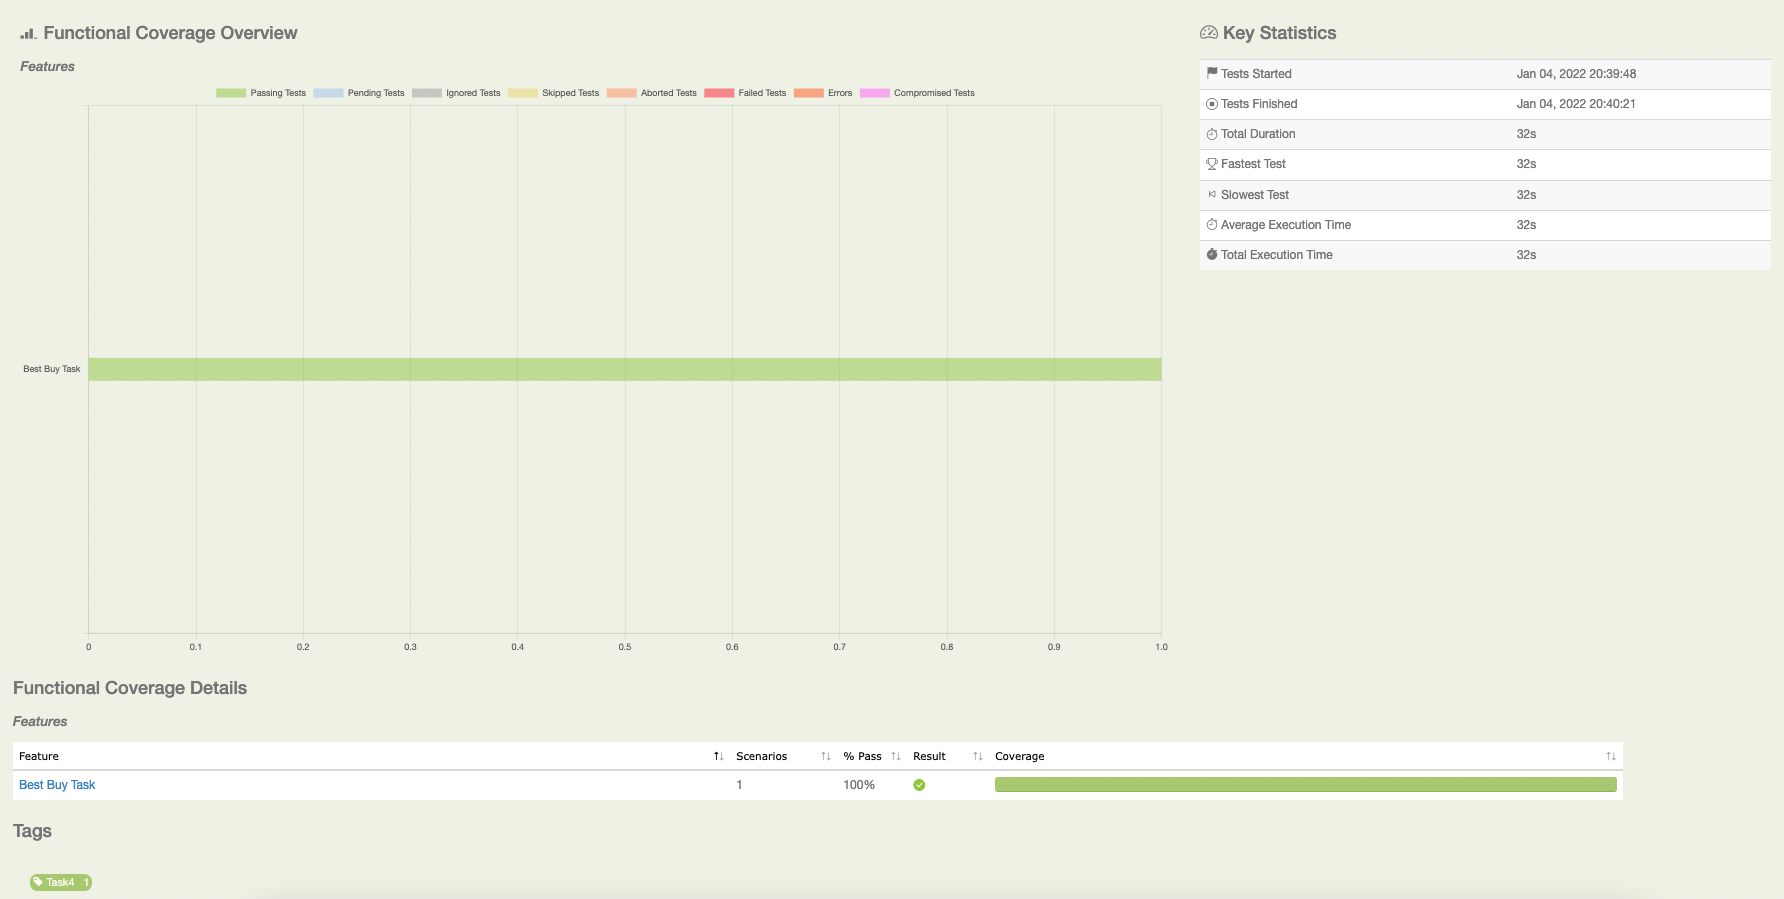 Functional Coverage Overview
Features
Passing Tests Pending Tests Ignored Tests Skipped Tests Aborted Tests Failed Tests Errors Compromised Tests
Best Buy Task
0 0.1 0.2 0.3 0.4 0.5 0.6 0.7 0.8 0.9 1.0
Key Statistics
Tests Started Jan 04, 2022 20:39:48
Tests Finished Jan 04, 2022 20:40:21
Total Duration 32s
Fastest Test 32s
Slowest Test 32s
Average Execution Time 32s
Total Execution Time 32s
Functional Coverage Details
Features
Feature Scenarios % Pass Result Coverage
Best Buy Task 1 100%
Tags
Task4 1